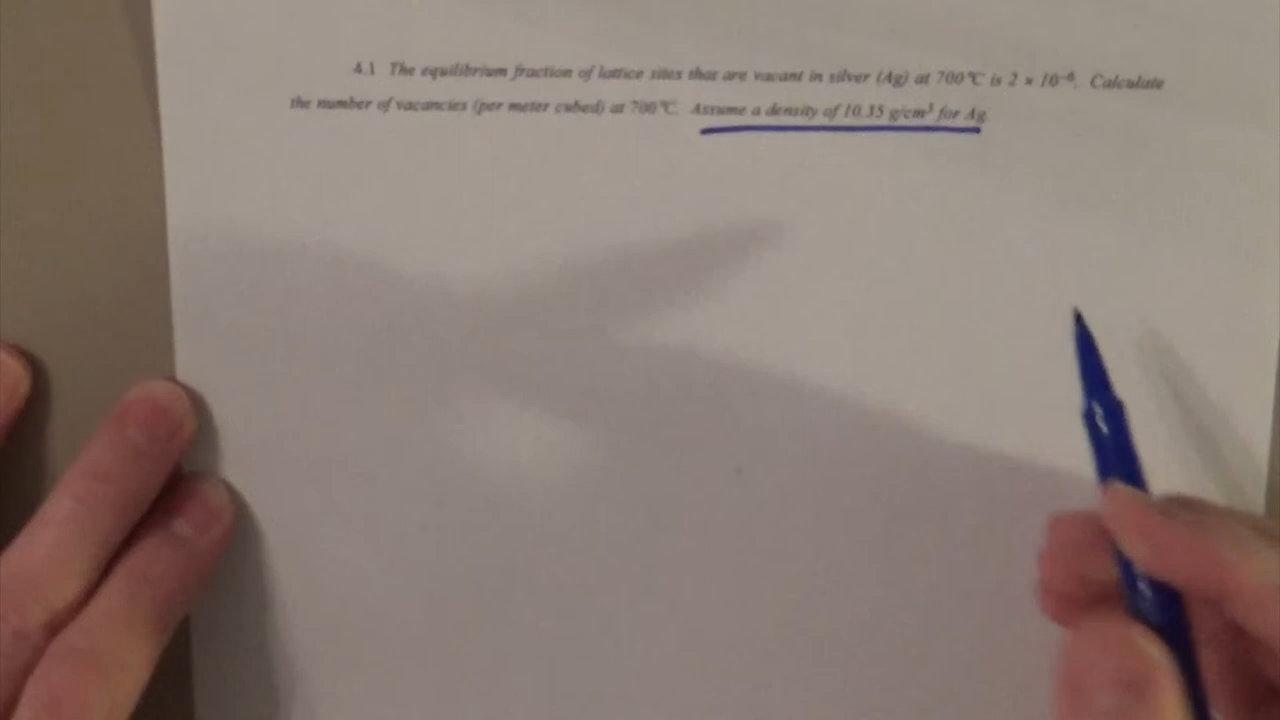 4.1 The equilibrium fraction of lattice sites that are vacant in silver (Ag) at 700°C is 2 × 10⁻⁶. Calculate
the number of vacancies (per meter cubed) at 700°C. Assume a density of 10.35 g/cm³ for Ag.